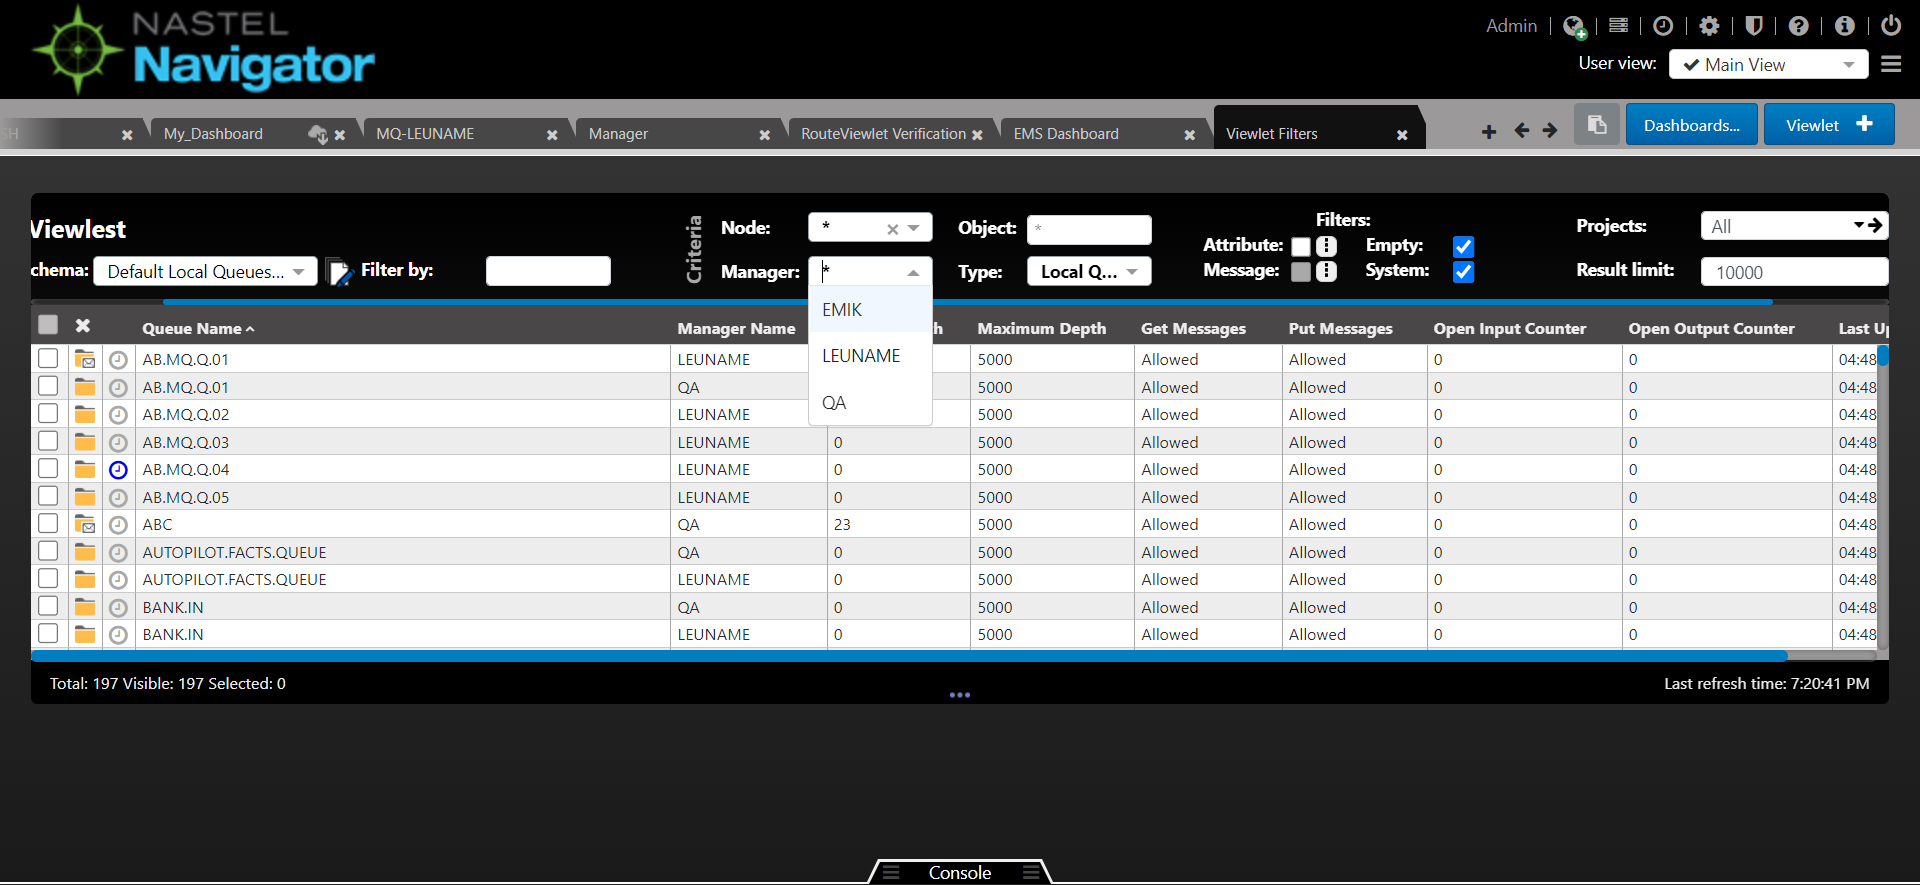 NASTEL
Navigator
Admin
User view: Main View
SH
My_Dashboard
MQ-LEUNAME
Manager
RouteViewlet Verification
EMS Dashboard
Viewlet Filters
Dashboards...
Viewlet
Viewlest
chema: Default Local Queues...
Filter by:
Criteria
Node: *
Manager: *
EMIK
LEUNAME
QA
Object: *
Type: Local Q...
Filters:
Attribute: Empty:
Message: System:
Projects: All
Result limit: 10000
Queue Name Manager Name h Maximum Depth Get Messages Put Messages Open Input Counter Open Output Counter Last Up
AB.MQ.Q.01 LEUNAME 5000 Allowed Allowed 0 0 04:48
AB.MQ.Q.01 QA 5000 Allowed Allowed 0 0 04:48
AB.MQ.Q.02 LEUNAME 5000 Allowed Allowed 0 0 04:48
AB.MQ.Q.03 LEUNAME 0 5000 Allowed Allowed 0 0 04:48
AB.MQ.Q.04 LEUNAME 0 5000 Allowed Allowed 0 0 04:48
AB.MQ.Q.05 LEUNAME 0 5000 Allowed Allowed 0 0 04:48
ABC QA 23 5000 Allowed Allowed 0 0 04:48
AUTOPILOT.FACTS.QUEUE QA 0 5000 Allowed Allowed 0 0 04:48
AUTOPILOT.FACTS.QUEUE LEUNAME 0 5000 Allowed Allowed 0 0 04:48
BANK.IN QA 0 5000 Allowed Allowed 0 0 04:48
BANK.IN LEUNAME 0 5000 Allowed Allowed 0 0 04:48
Total: 197 Visible: 197 Selected: 0
Last refresh time: 7:20:41 PM
Console